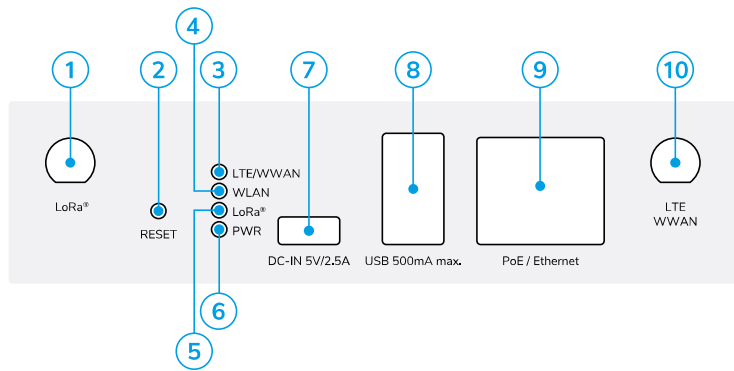 4
1
2
3
7
8
9
10
LTE/WWAN
WLAN
LoRa®
LoRa®
PWR
RESET
LTE
WWAN
DC-IN 5V/2.5A
USB 500mA max.
PoE / Ethernet
6
5